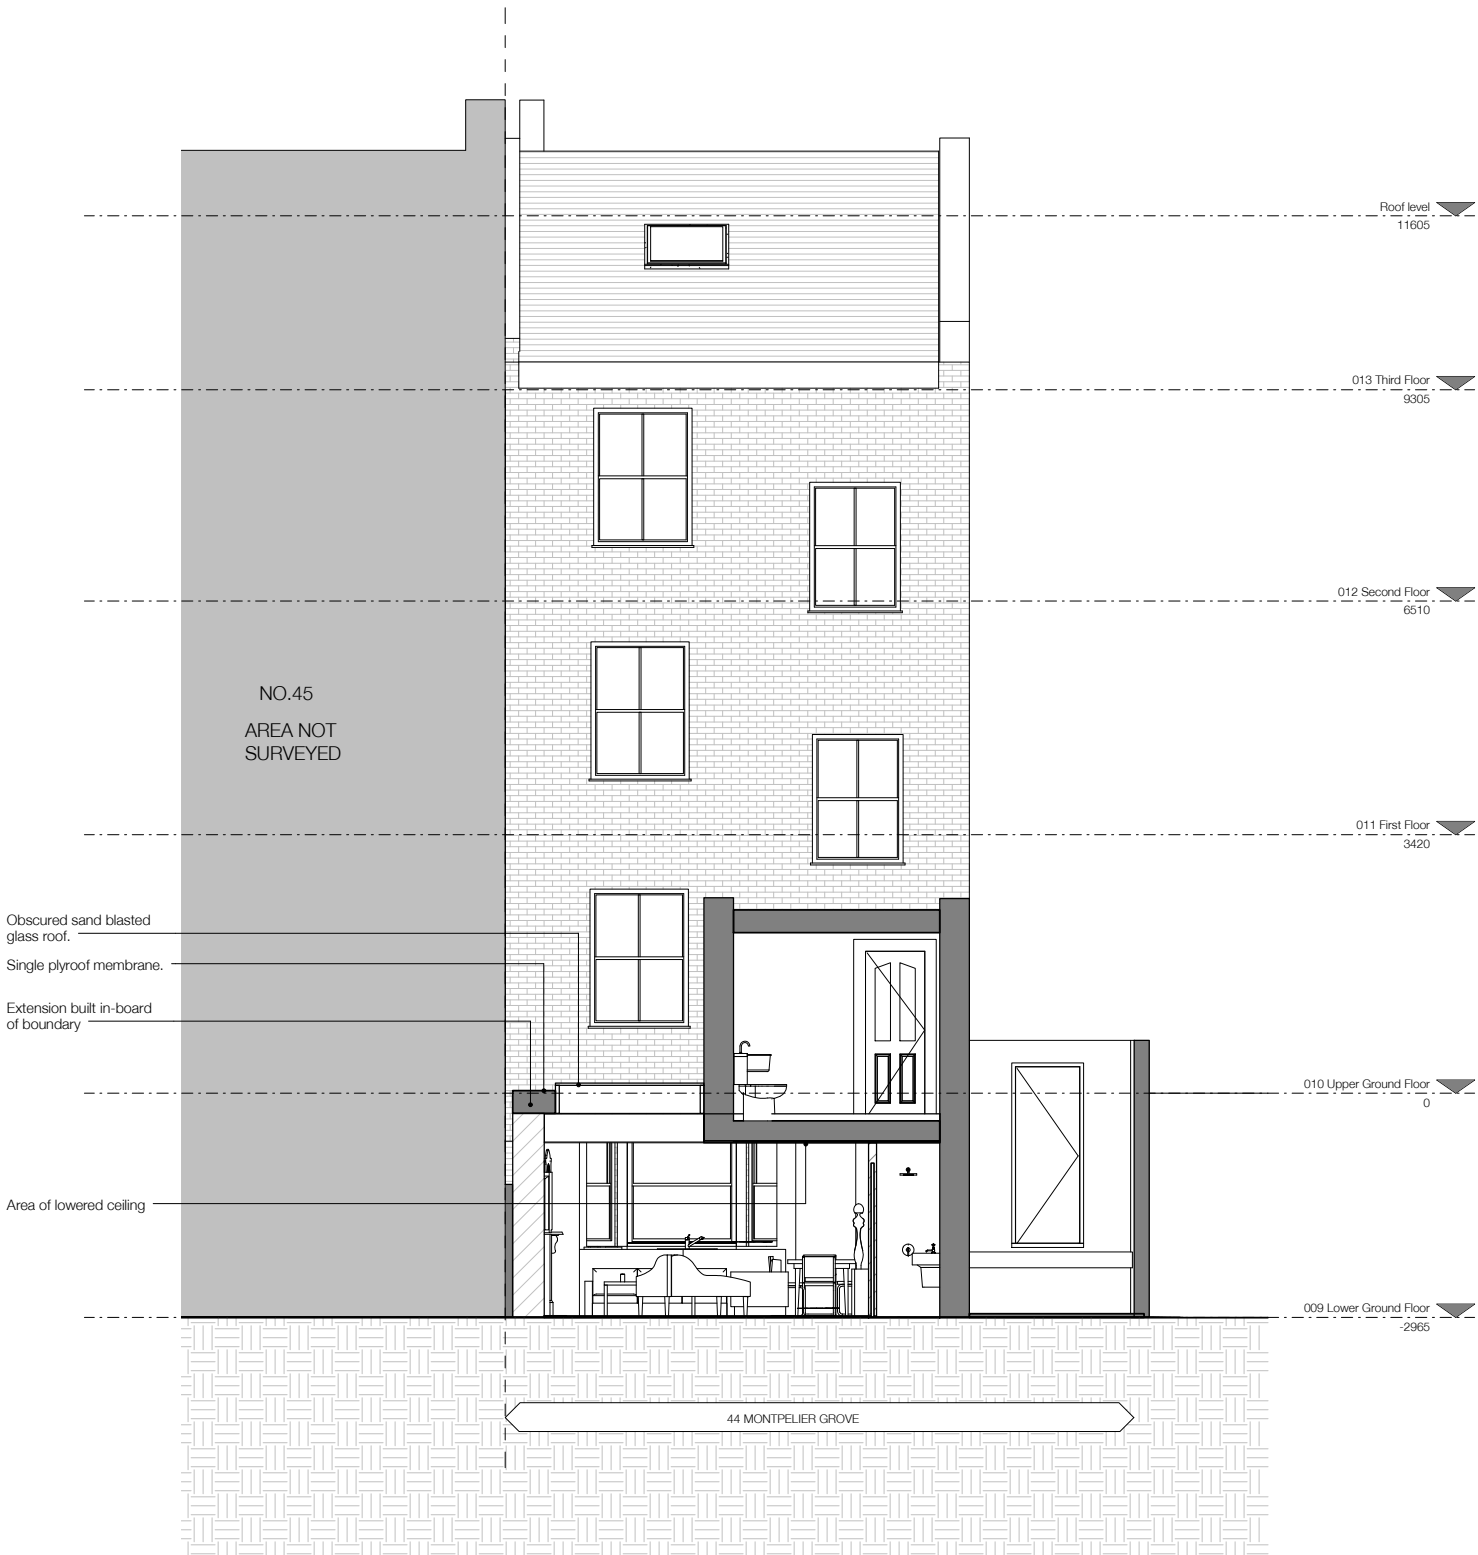 Roof level
11605
013 Third Floor
9305
012 Second Floor
6510
NO.45
AREA NOT
SURVEYED
011 First Floor
3420
Obscured sand blasted
glass roof.
Single plyroof membrane.
Extension built in-board
of boundary
010 Upper Ground Floor
0
Area of lowered ceiling
009 Lower Ground Floor
-2965
44 MONTPELIER GROVE